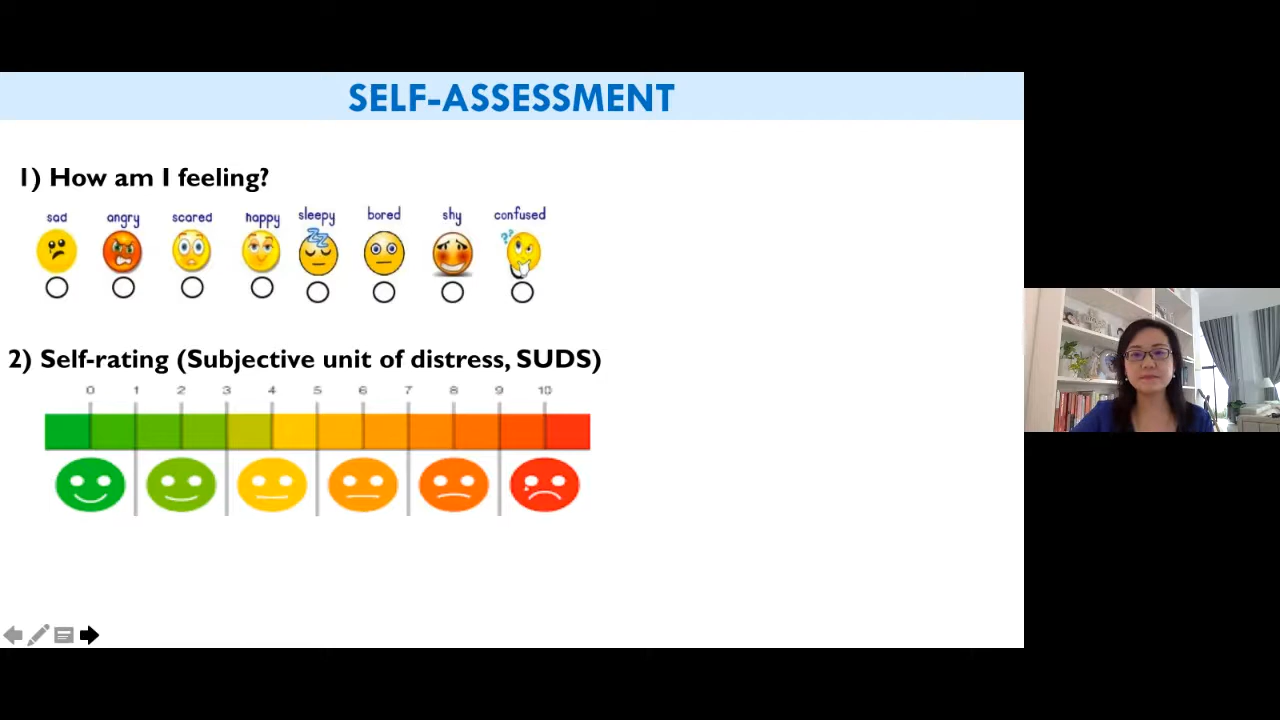 SELF-ASSESSMENT
1) How am I feeling?
sad angry scared happy sleepy bored shy confused
2) Self-rating (Subjective unit of distress, SUDS)
0 1 2 3 4 5 6 7 8 9 10